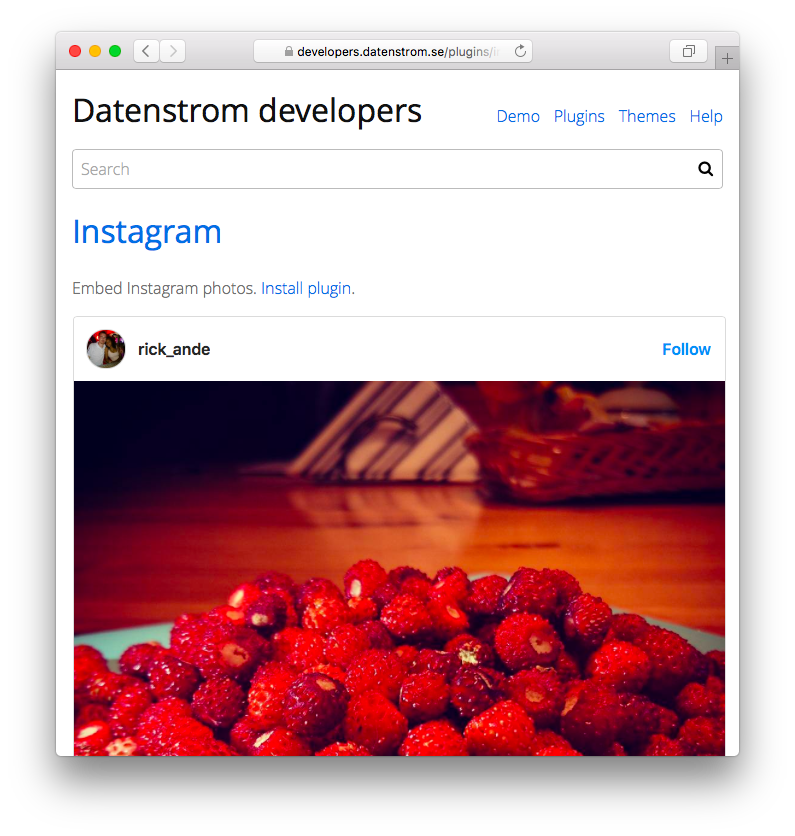 developers.datenstrom.se/plugins/
Datenstrom developers
Demo Plugins Themes Help
Search
Instagram
Embed Instagram photos. Install plugin.
rick_ande
Follow